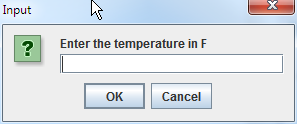 Input
Enter the temperature in F
OK
Cancel